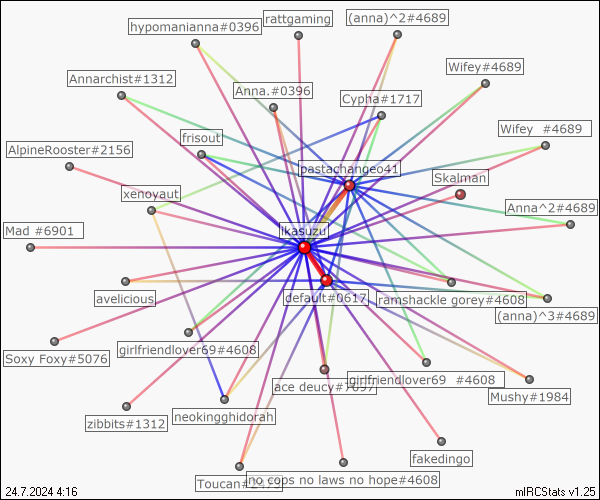 rattgaming
(anna)^2#4689
hypomanianna#0396
Wifey#4689
Annarchist#1312
Anna.#0396
Cypha#1717
Wifey  #4689
frisout
AlpineRooster#2156
pastachangeo41
Skalman
xenoyaut
Anna^2#4689
Mad #6901
ikasuzu
avelicious
default#0617
ramshackle gorey#4608
(anna)^3#4689
Soxy Foxy#5076
girlfriendlover69#4608
ace deucy#7697
girlfriendlover69  #4608
Mushy#1984
zibbits#1312
neokingghidorah
fakedingo
Toucan#2479
no cops no laws no hope#4608
24.7.2024 4:16
mIRCStats v1.25